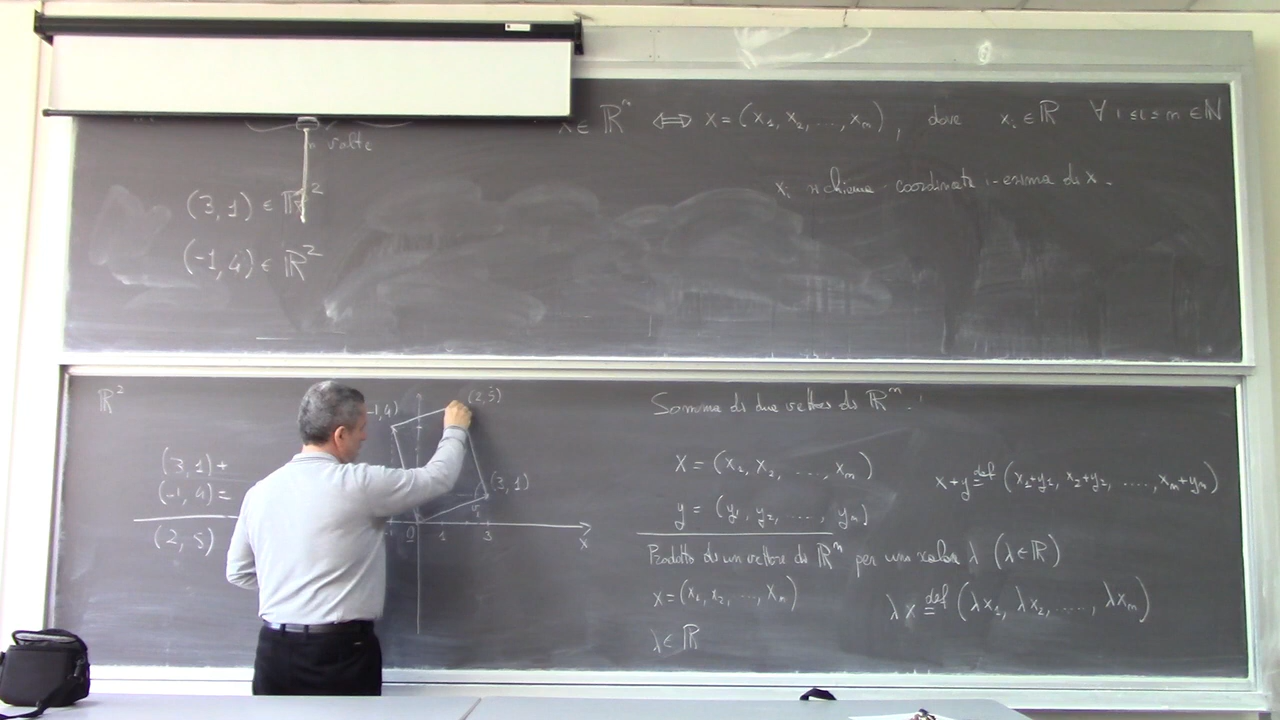 x ∈ ℝⁿ ⟺ x = (x₁, x₂, ..., xₙ), dove xᵢ ∈ ℝ ∀ 1 ≤ i ≤ n ∈ ℕ
n volte
xᵢ si chiama coordinata i-esima di x.
(3,1) ∈ ℝ²
(-1,4) ∈ ℝ²
ℝ²
(3,1)+
(-1,4)=
(2,5)
-1,4)
(2,5)
(3,1)
-1 0 1 3
x
Somma di due vettori di ℝⁿ.
x = (x₁, x₂, ..., xₙ)
y = (y₁, y₂, ..., yₙ)
x+y def= (x₁+y₁, x₂+y₂, ....., xₙ+yₙ)
Prodotto di un vettore di ℝⁿ per uno scalare λ (λ∈ℝ)
x = (x₁, x₂, ..., xₙ)
λ ∈ ℝ
λx def= (λx₁, λx₂, ....., λxₙ)